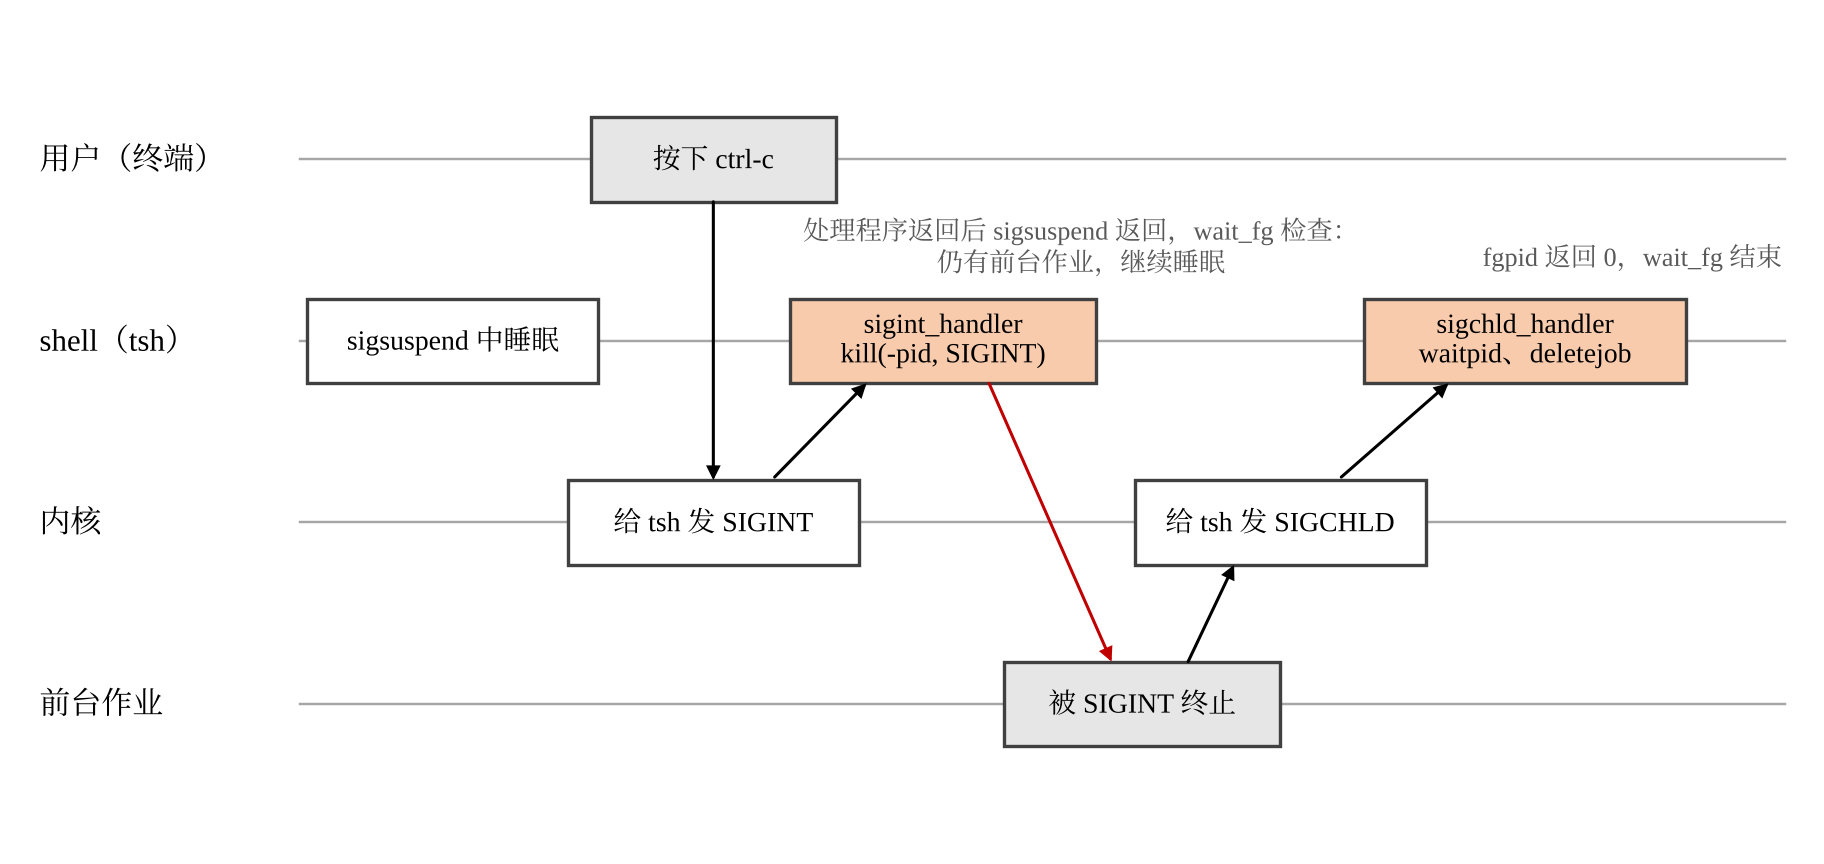 用户（终端）
按下 ctrl-c
处理程序返回后 sigsuspend 返回，wait_fg 检查：
仍有前台作业，继续睡眠
fgpid 返回 0，wait_fg 结束
shell（tsh）
sigsuspend 中睡眠
sigint_handler
kill(-pid, SIGINT)
sigchld_handler
waitpid、deletejob
内核
给 tsh 发 SIGINT
给 tsh 发 SIGCHLD
前台作业
被 SIGINT 终止